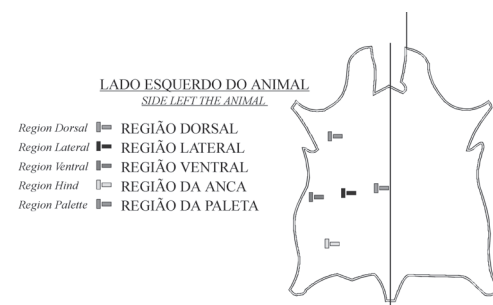 LADO ESQUERDO DO ANIMAL
SIDE LEFT THE ANIMAL
Region Dorsal REGIÃO DORSAL
Region Lateral REGIÃO LATERAL
Region Ventral REGIÃO VENTRAL
Region Hind REGIÃO DA ANCA
Region Palette REGIÃO DA PALETA